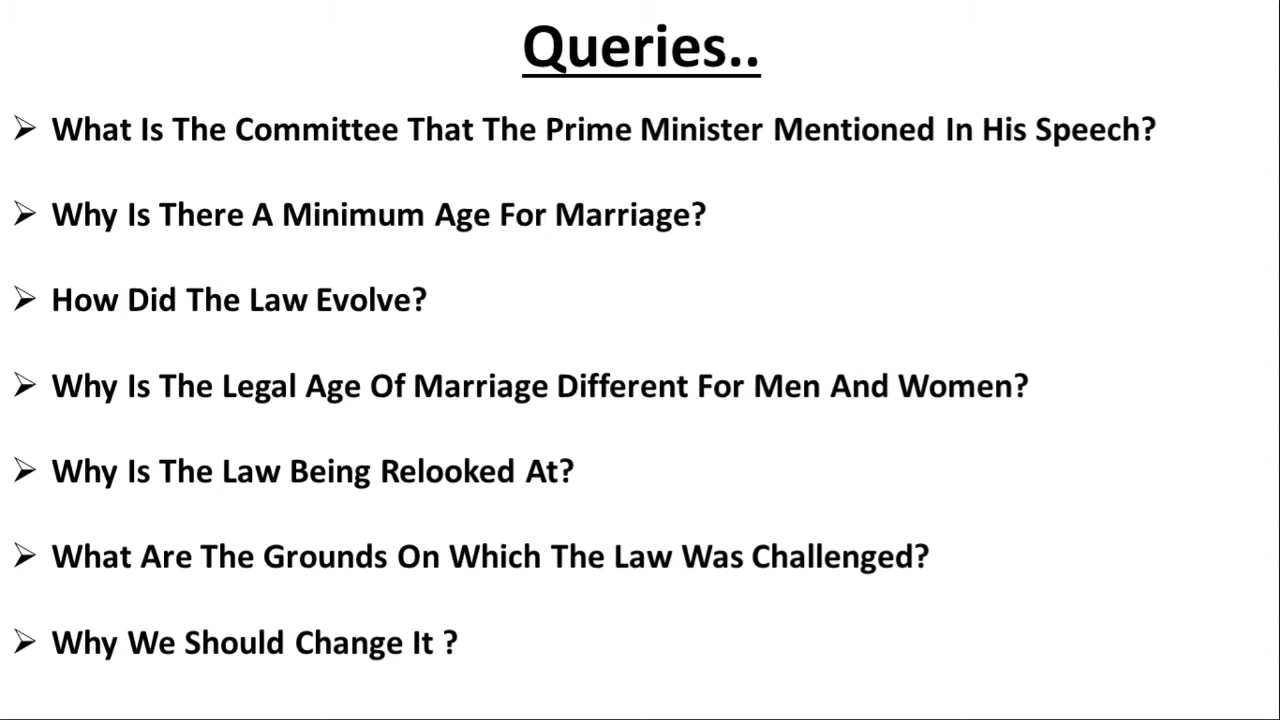 Queries..
➢ What Is The Committee That The Prime Minister Mentioned In His Speech?
➢ Why Is There A Minimum Age For Marriage?
➢ How Did The Law Evolve?
➢ Why Is The Legal Age Of Marriage Different For Men And Women?
➢ Why Is The Law Being Relooked At?
➢ What Are The Grounds On Which The Law Was Challenged?
➢ Why We Should Change It ?